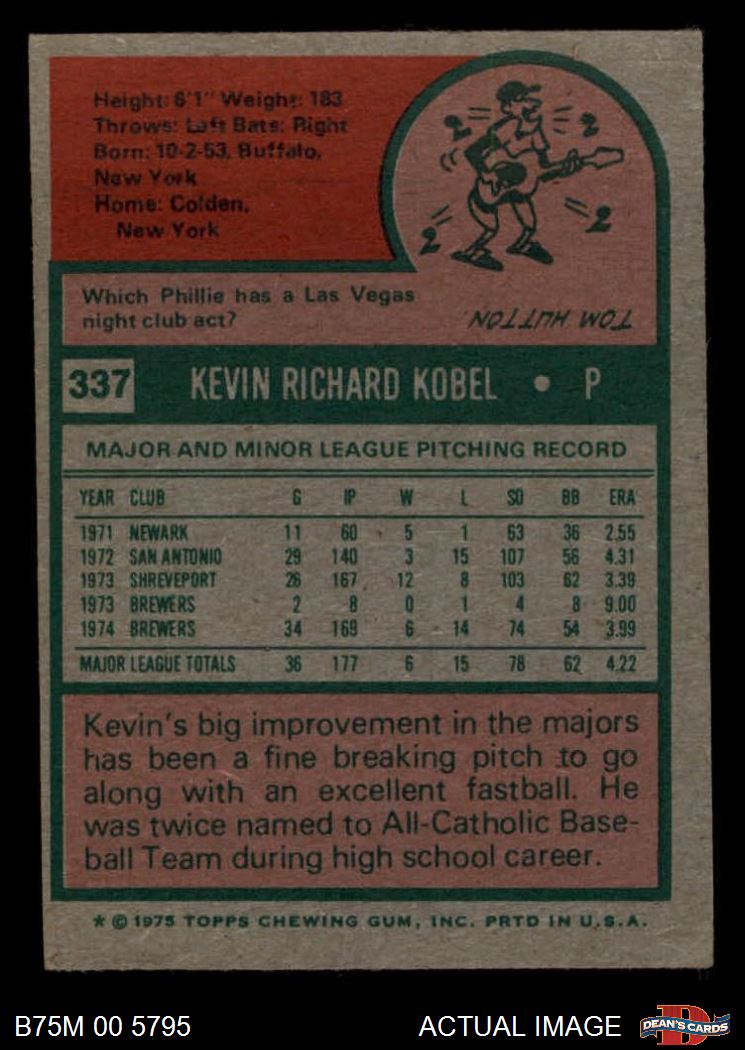 Height: 6'1" Weight: 183
Throws: Left Bats: Right
Born: 10-2-53, Buffalo,
New York
Home: Colden,
New York
2 2
2 2
Which Phillie has a Las Vegas
night club act?
TOM HUTTON
337 KEVIN RICHARD KOBEL • P
MAJOR AND MINOR LEAGUE PITCHING RECORD
YEAR CLUB G IP W L SO BB ERA
1971 NEWARK 11 60 5 1 63 36 2.55
1972 SAN ANTONIO 29 140 3 15 107 56 4.31
1973 SHREVEPORT 26 167 12 8 103 62 3.39
1973 BREWERS 2 8 0 1 4 8 9.00
1974 BREWERS 34 169 6 14 74 54 3.99
MAJOR LEAGUE TOTALS 36 177 6 15 78 62 4.22
Kevin's big improvement in the majors
has been a fine breaking pitch to go
along with an excellent fastball. He
was twice named to All-Catholic Base-
ball Team during high school career.
* © 1975 TOPPS CHEWING GUM, INC. PRTD IN U.S.A.
B75M 00 5795 ACTUAL IMAGE DEAN'S CARDS